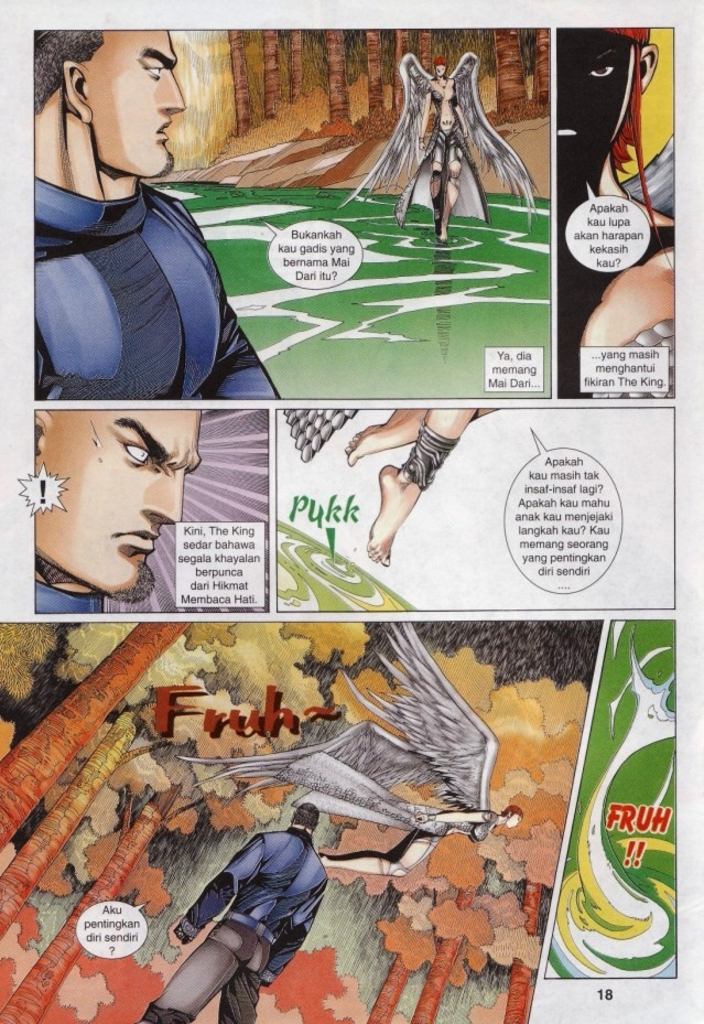 Bukankah
kau gadis yang
bernama Mai
Dari itu?
Ya, dia
memang
Mai Dari...
Apakah
kau lupa
akan harapan
kekasih
kau?
...yang masih
menghantui
fikiran The King.
!
Kini, The King
sedar bahawa
segala khayalan
berpunca
dari Hikmat
Membaca Hati.
Pykk
Apakah
kau masih tak
insaf-insaf lagi?
Apakah kau mahu
anak kau menjejaki
langkah kau? Kau
memang seorang
yang pentingkan
diri sendiri
....
Fruh~
Aku
pentingkan
diri sendiri
?
FRUH
!!
18